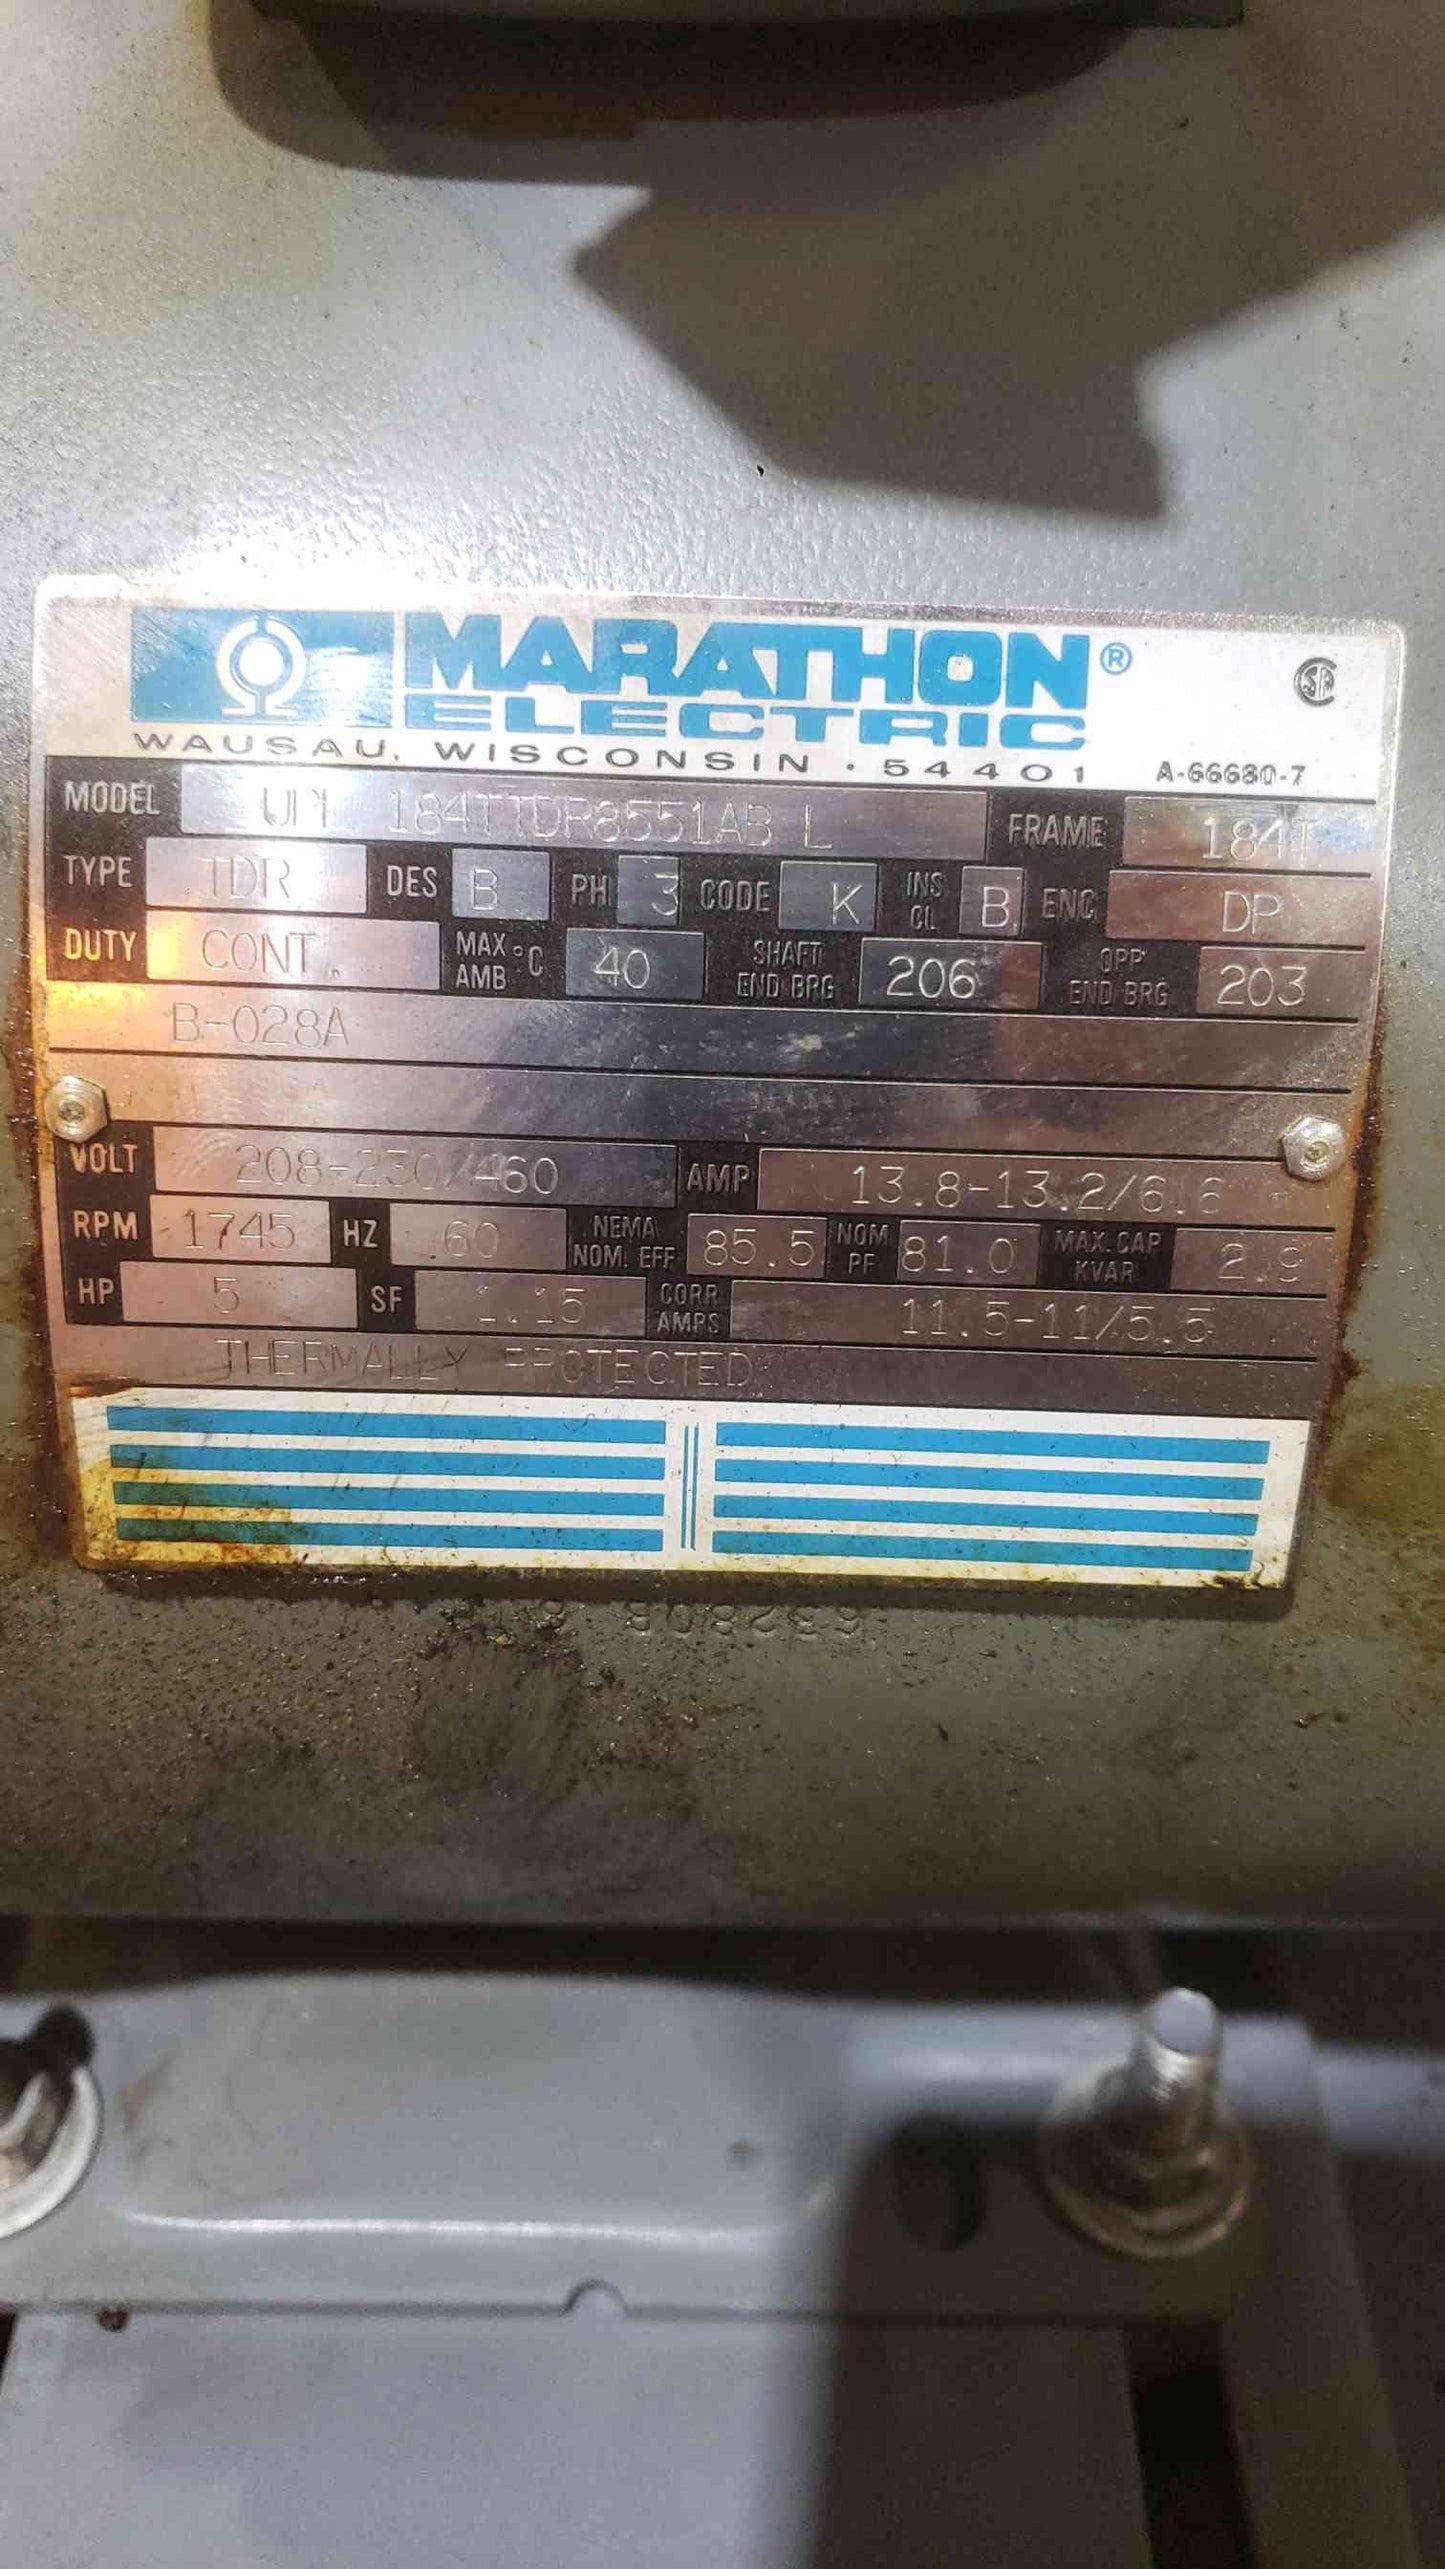 MARATHON®
ELECTRIC
WAUSAU, WISCONSIN . 54401 A-66680-7
MODEL 184TTDR8551AB L FRAME 184T
TYPE TDR DES B PH 3 CODE K INS CL B ENC DP
DUTY CONT. MAX AMB °C 40 SHAFT END BRG 206 OPP END BRG 203
B-028A
VOLT 208-230/460 AMP 13.8-13.2/6.6
RPM 1745 HZ 60 NEMA NOM. EFF 85.5 NOM PF 81.0 MAX. CAP KVAR 2.9
HP 5 SF 1.15 CORR AMPS 11.5-11/5.5
THERMALLY PROTECTED